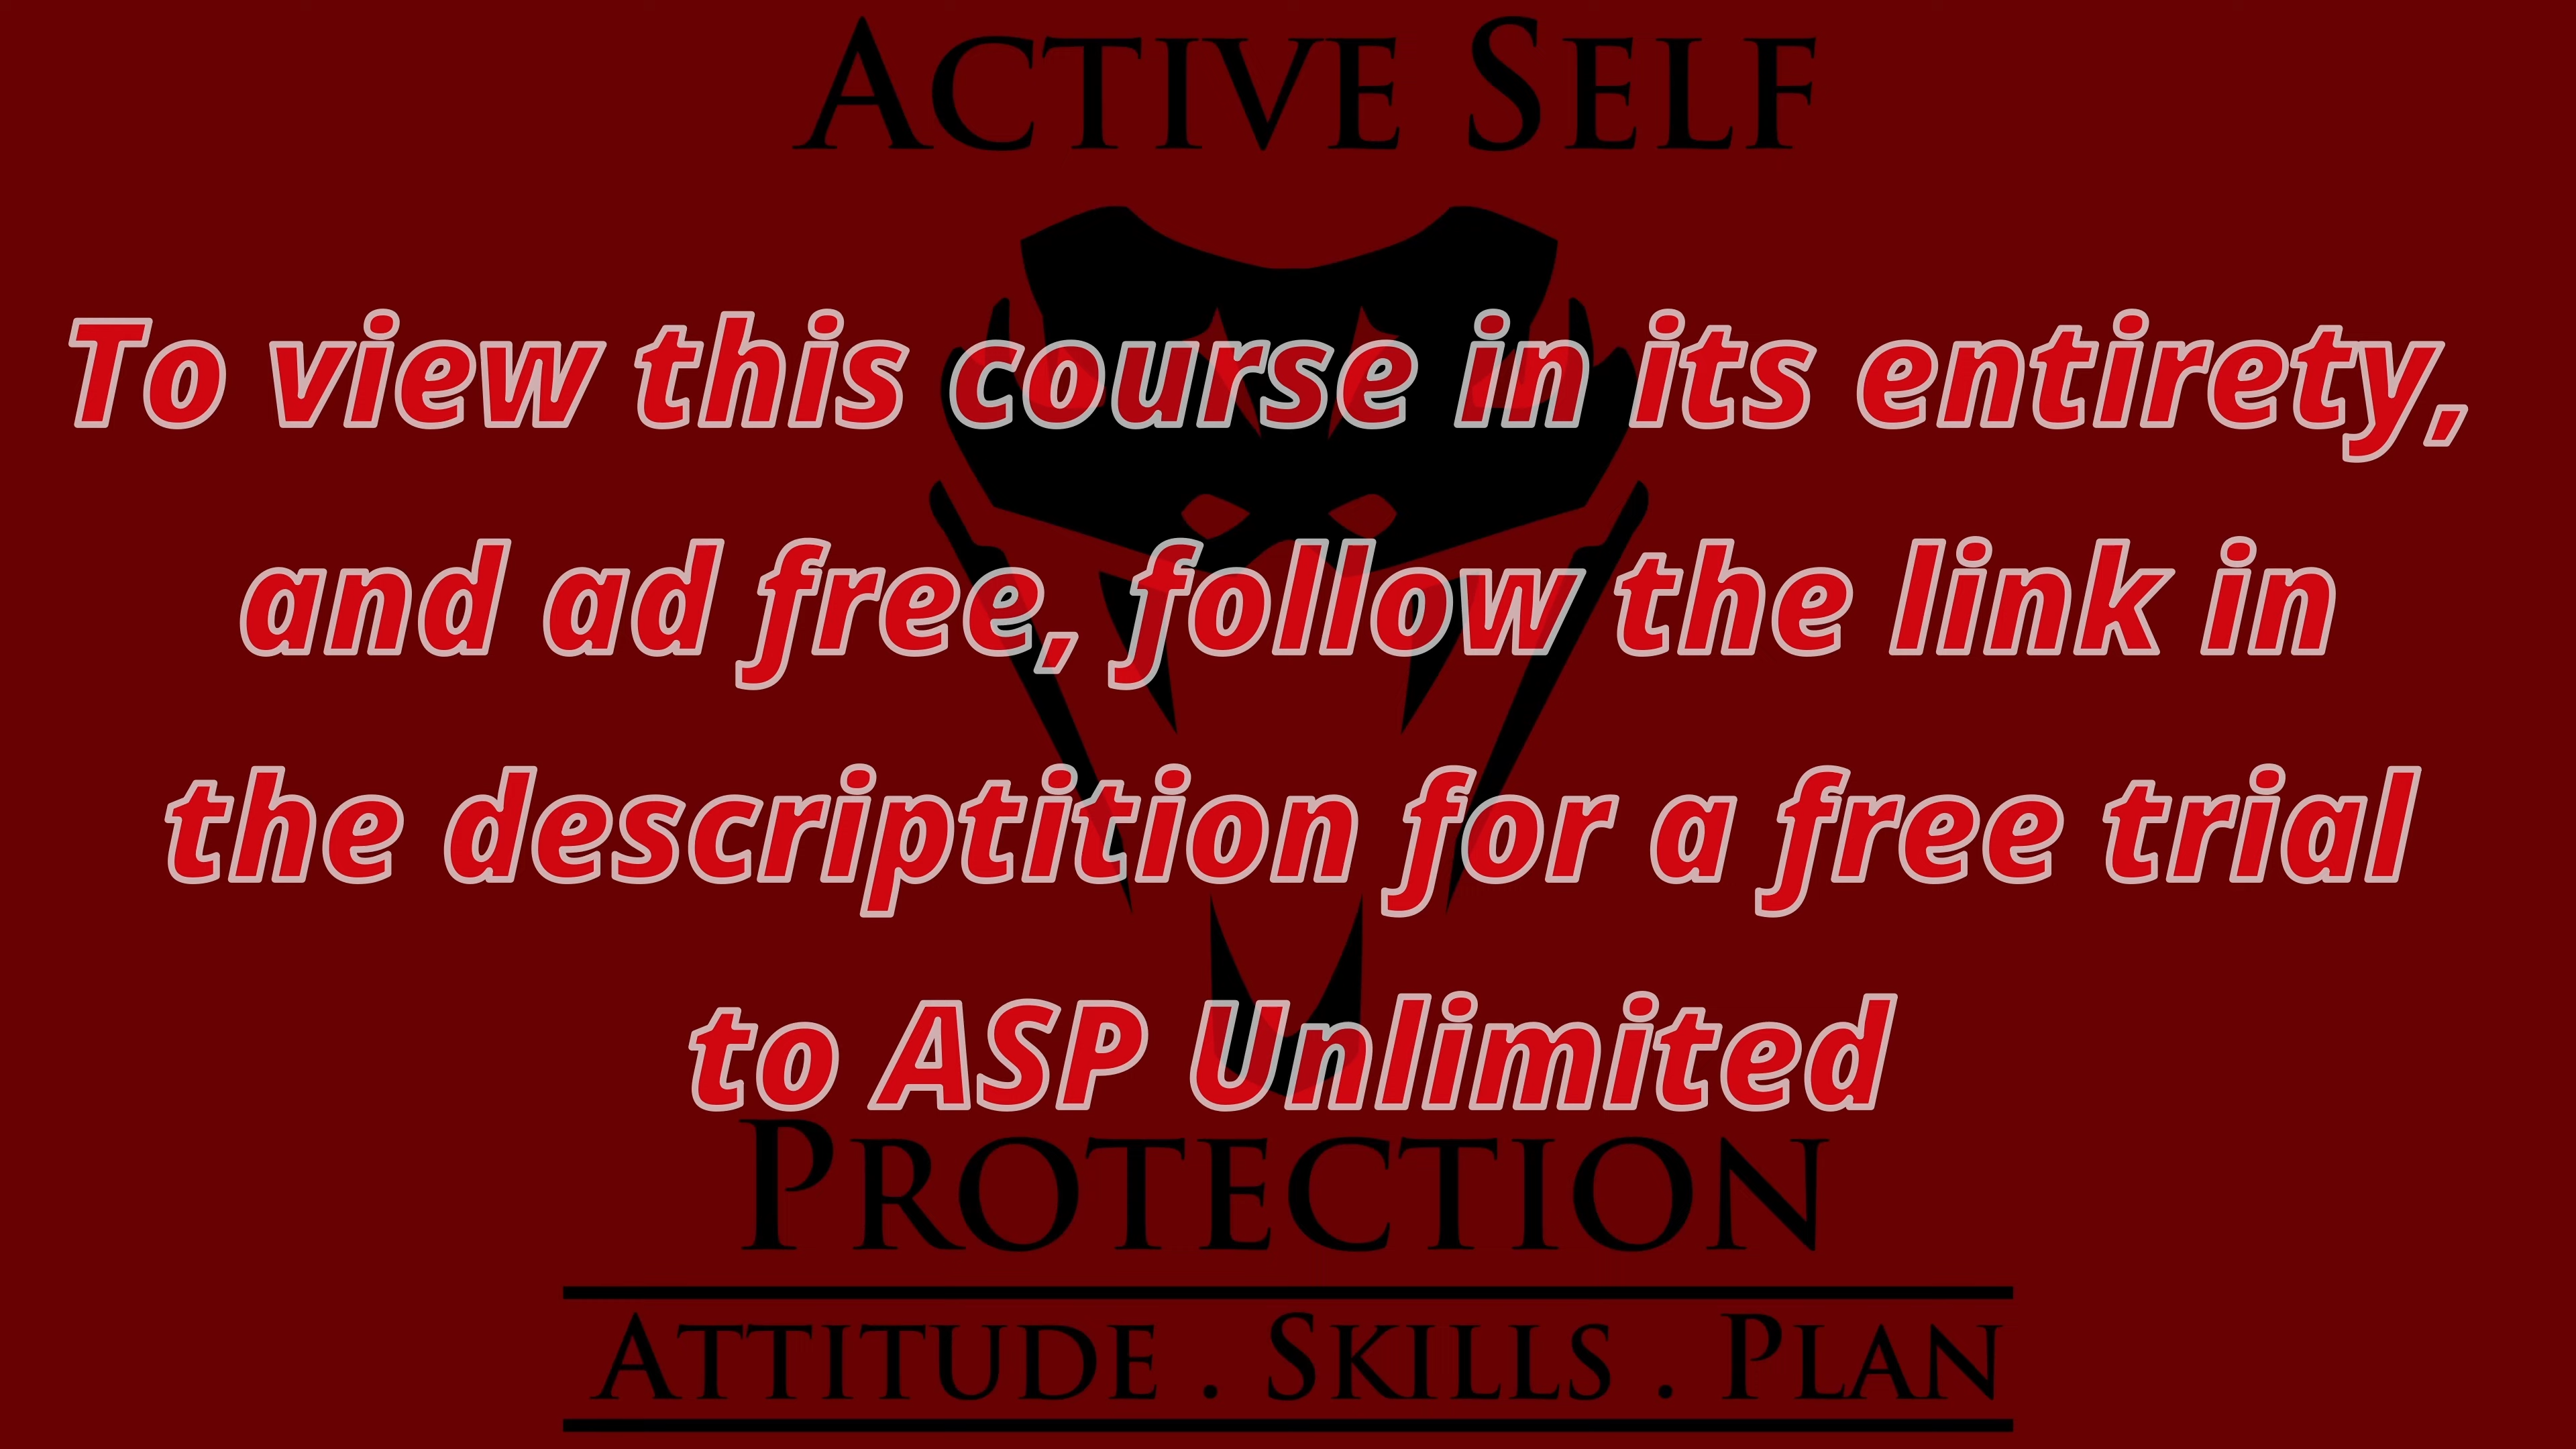 ACTIVE SELF
To view this course in its entirety,
and ad free, follow the link in
the descriptition for a free trial
to ASP Unlimited
PROTECTION
ATTITUDE . SKILLS . PLAN